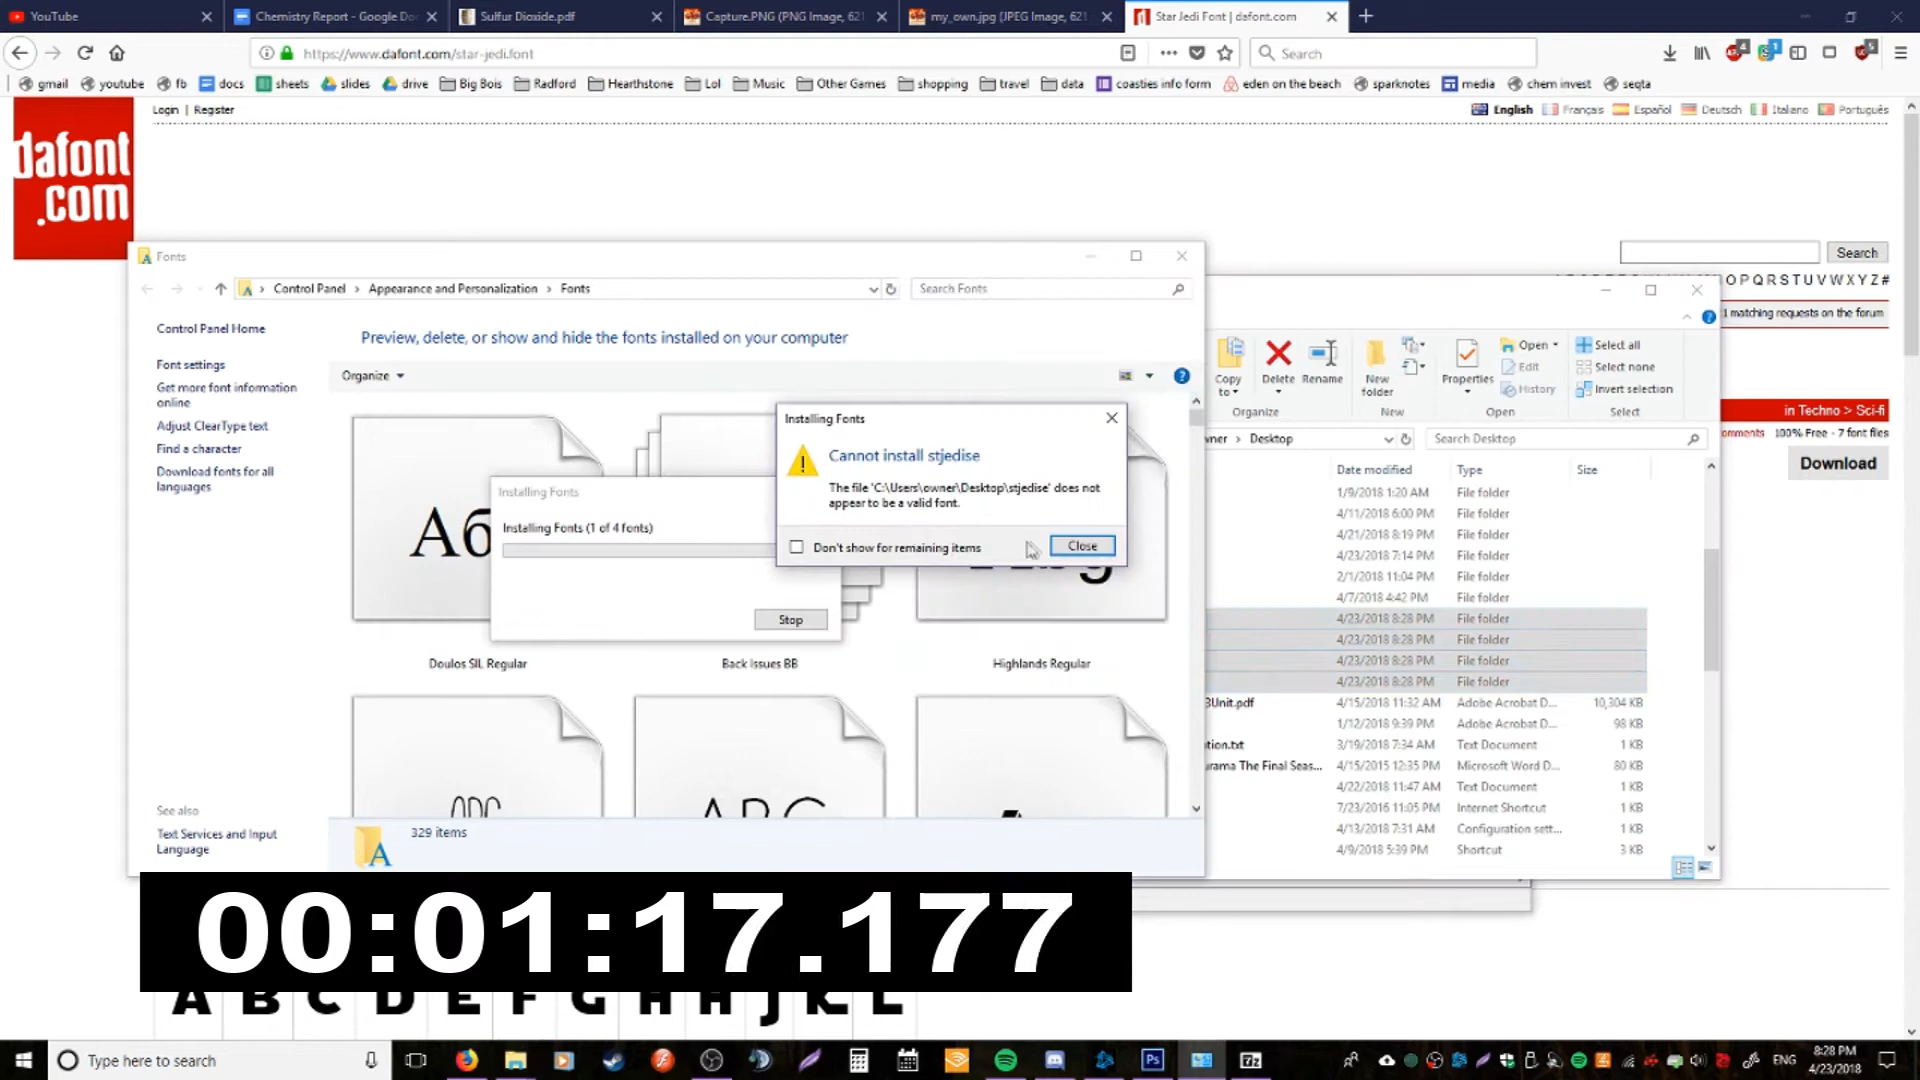 YouTube
Chemistry Report - Google Do
Sulfur Dioxide.pdf
Capture.PNG (PNG Image, 621
my_own.jpg (JPEG Image, 621
Star Jedi Font | dafont.com
https://www.dafont.com/star-jedi.font
Search
gmail
youtube
fb
docs
sheets
slides
drive
Big Bois
Radford
Hearthstone
Lol
Music
Other Games
shopping
travel
data
coasties info form
eden on the beach
sparknotes
media
chem invest
seqta
dafont
.com
Login | Register
English
Français
Español
Deutsch
Italiano
Português
Search
O P Q R S T U V W X Y Z #
1 matching requests on the forum
in Techno > Sci-fi
omments
100% Free - 7 font files
Download
Fonts
Control Panel > Appearance and Personalization > Fonts
Search Fonts
Control Panel Home
Font settings
Get more font information
online
Adjust ClearType text
Find a character
Download fonts for all
languages
See also
Text Services and Input
Language
Preview, delete, or show and hide the fonts installed on your computer
Organize
Doulos SIL Regular
Back Issues BB
Highlands Regular
329 items
Installing Fonts
Installing Fonts (1 of 4 fonts)
Stop
Installing Fonts
Cannot install stjedise
The file 'C:\Users\owner\Desktop\stjedise' does not
appear to be a valid font.
Don't show for remaining items
Close
Copy
to
Delete
Rename
New
folder
Properties
Open
Edit
History
Select all
Select none
Invert selection
Organize
New
Open
Select
wner > Desktop
Search Desktop
Date modified
Type
Size
1/9/2018 1:20 AM File folder
4/11/2018 6:00 PM File folder
4/21/2018 8:19 PM File folder
4/23/2018 7:14 PM File folder
2/1/2018 11:04 PM File folder
4/7/2018 4:42 PM File folder
4/23/2018 8:28 PM File folder
4/23/2018 8:28 PM File folder
4/23/2018 8:28 PM File folder
4/23/2018 8:28 PM File folder
3Unit.pdf 4/15/2018 11:32 AM Adobe Acrobat D... 10,304 KB
1/12/2018 9:39 PM Adobe Acrobat D... 98 KB
tion.txt 3/19/2018 7:34 AM Text Document 1 KB
urama The Final Seas... 4/15/2015 12:35 PM Microsoft Word D... 80 KB
4/22/2018 11:47 AM Text Document 1 KB
7/23/2016 11:05 PM Internet Shortcut 1 KB
4/13/2018 7:31 AM Configuration sett... 1 KB
4/9/2018 5:39 PM Shortcut 3 KB
00:01:17.177
A B C D E F G H H J K L
Type here to search
Ps
7z
ENG
8:28 PM
4/23/2018